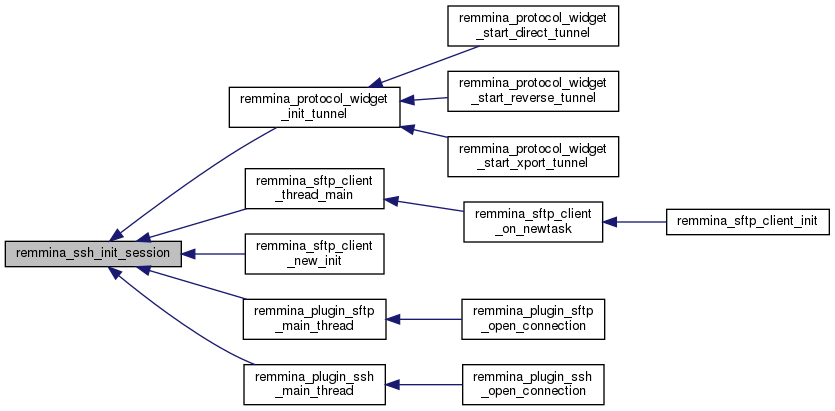 remmina_protocol_widget
_start_direct_tunnel
remmina_protocol_widget
_start_reverse_tunnel
remmina_protocol_widget
_init_tunnel
remmina_protocol_widget
_start_xport_tunnel
remmina_sftp_client
_thread_main
remmina_sftp_client
_on_newtask
remmina_sftp_client_init
remmina_ssh_init_session
remmina_sftp_client
_new_init
remmina_plugin_sftp
_main_thread
remmina_plugin_sftp
_open_connection
remmina_plugin_ssh
_main_thread
remmina_plugin_ssh
_open_connection